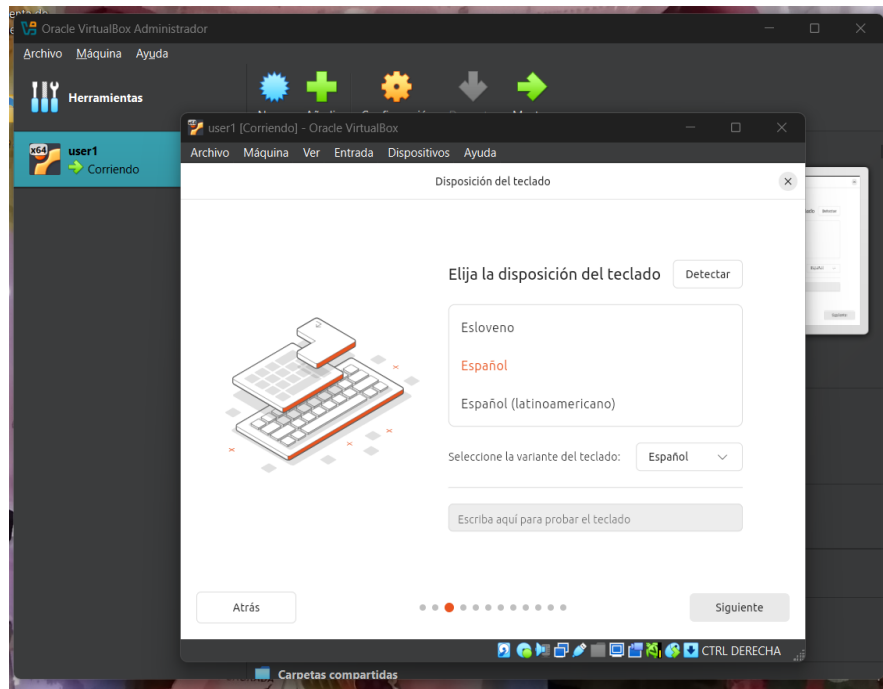 Oracle VirtualBox Administrador
Archivo Máquina Ayuda
Herramientas
x64
user1
Corriendo
user1 [Corriendo] - Oracle VirtualBox
Archivo Máquina Ver Entrada Dispositivos Ayuda
Disposición del teclado
Elija la disposición del teclado
Detectar
Esloveno
Español
Español (latinoamericano)
Seleccione la variante del teclado:
Español
Escriba aquí para probar el teclado
Atrás
Siguiente
CTRL DERECHA
Carpetas compartidas